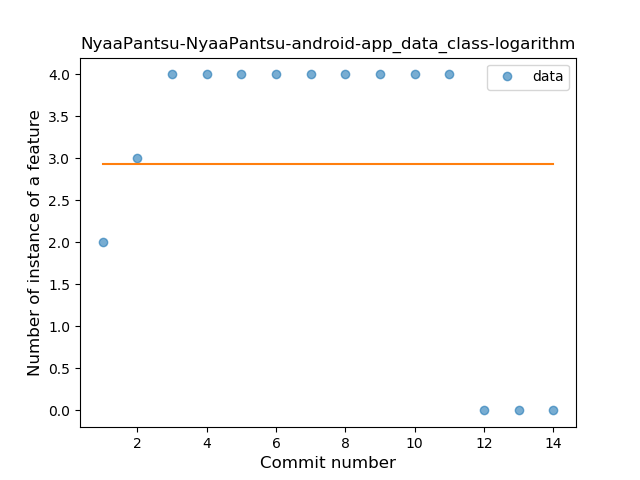 NyaaPantsu-NyaaPantsu-android-app_data_class-logarithm
data
Number of instance of a feature
4.0
3.5
3.0
2.5
2.0
1.5
1.0
0.5
0.0
2 4 6 8 10 12 14
Commit number